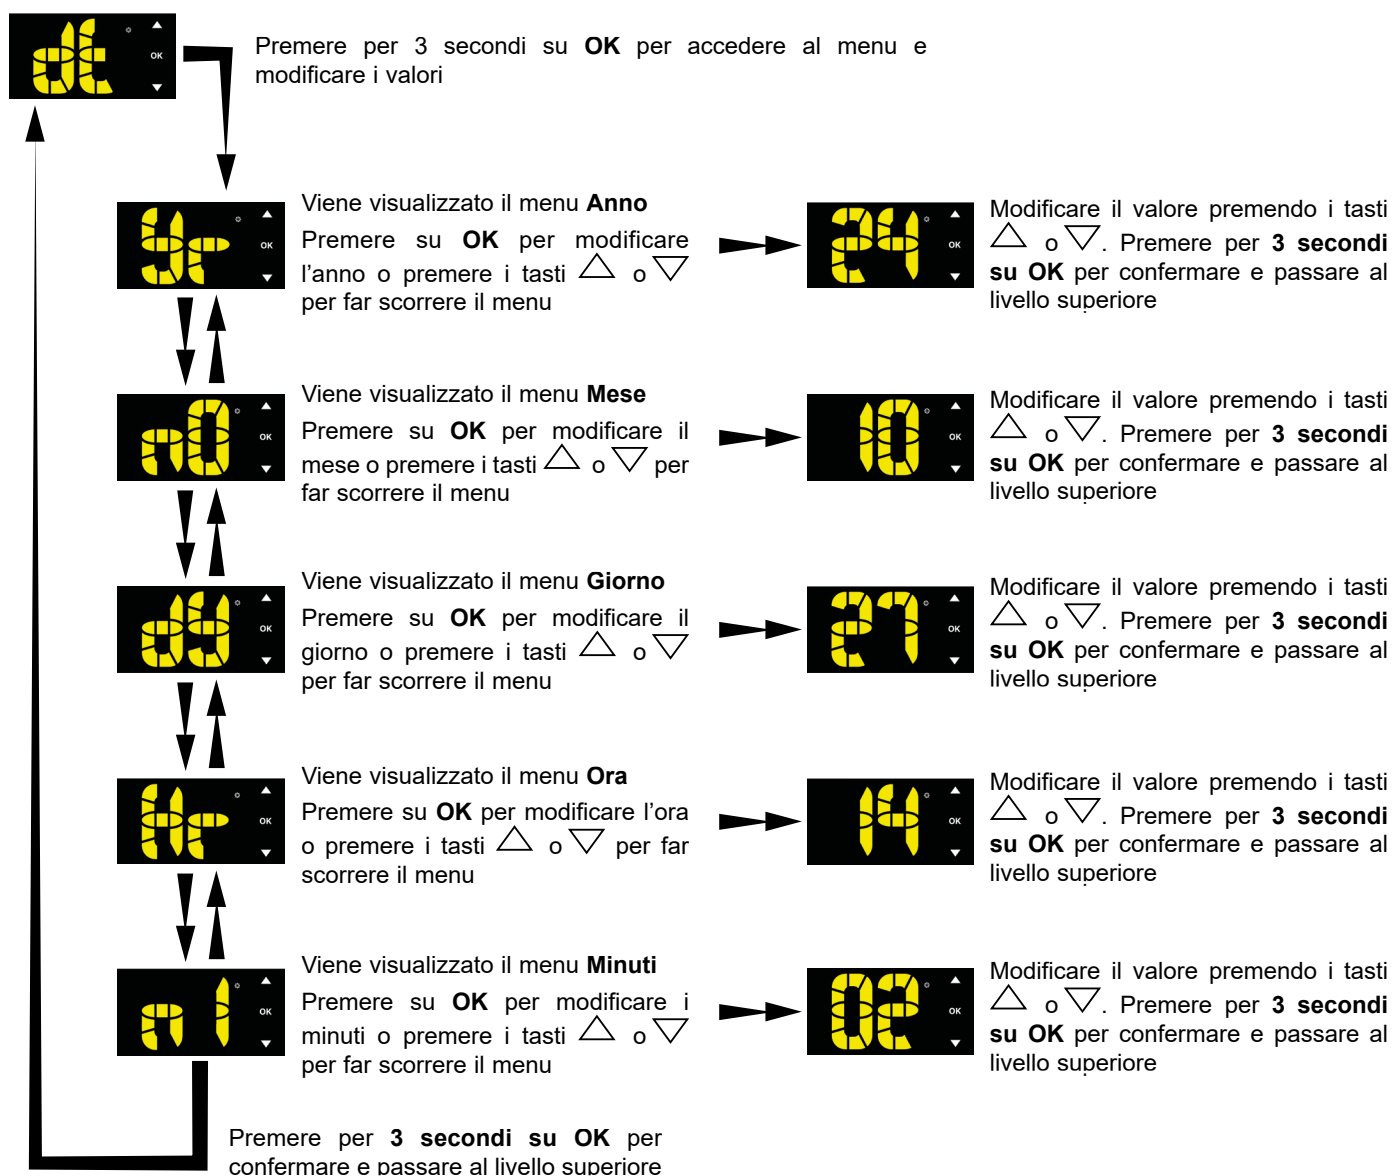 dt
OK
Premere per 3 secondi su OK per accedere al menu e
modificare i valori
Yr
OK
Viene visualizzato il menu Anno
Premere su OK per modificare
l'anno o premere i tasti △ o ▽
per far scorrere il menu
24
OK
Modificare il valore premendo i tasti
△ o ▽. Premere per 3 secondi
su OK per confermare e passare al
livello superiore
n0
OK
Viene visualizzato il menu Mese
Premere su OK per modificare il
mese o premere i tasti △ o ▽ per
far scorrere il menu
10
OK
Modificare il valore premendo i tasti
△ o ▽. Premere per 3 secondi
su OK per confermare e passare al
livello superiore
dy
OK
Viene visualizzato il menu Giorno
Premere su OK per modificare il
giorno o premere i tasti △ o ▽
per far scorrere il menu
27
OK
Modificare il valore premendo i tasti
△ o ▽. Premere per 3 secondi
su OK per confermare e passare al
livello superiore
Hr
OK
Viene visualizzato il menu Ora
Premere su OK per modificare l'ora
o premere i tasti △ o ▽ per far
scorrere il menu
14
OK
Modificare il valore premendo i tasti
△ o ▽. Premere per 3 secondi
su OK per confermare e passare al
livello superiore
n1
OK
Viene visualizzato il menu Minuti
Premere su OK per modificare i
minuti o premere i tasti △ o ▽
per far scorrere il menu
02
OK
Modificare il valore premendo i tasti
△ o ▽. Premere per 3 secondi
su OK per confermare e passare al
livello superiore
Premere per 3 secondi su OK per
confermare e passare al livello superiore